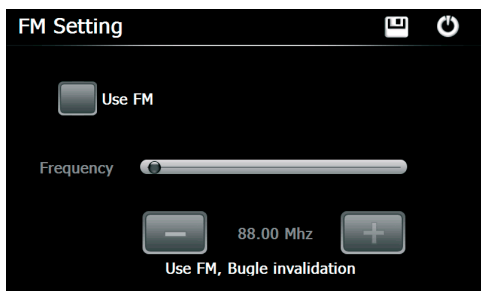 FM Setting
Use FM
Frequency
88.00 Mhz
Use FM, Bugle invalidation